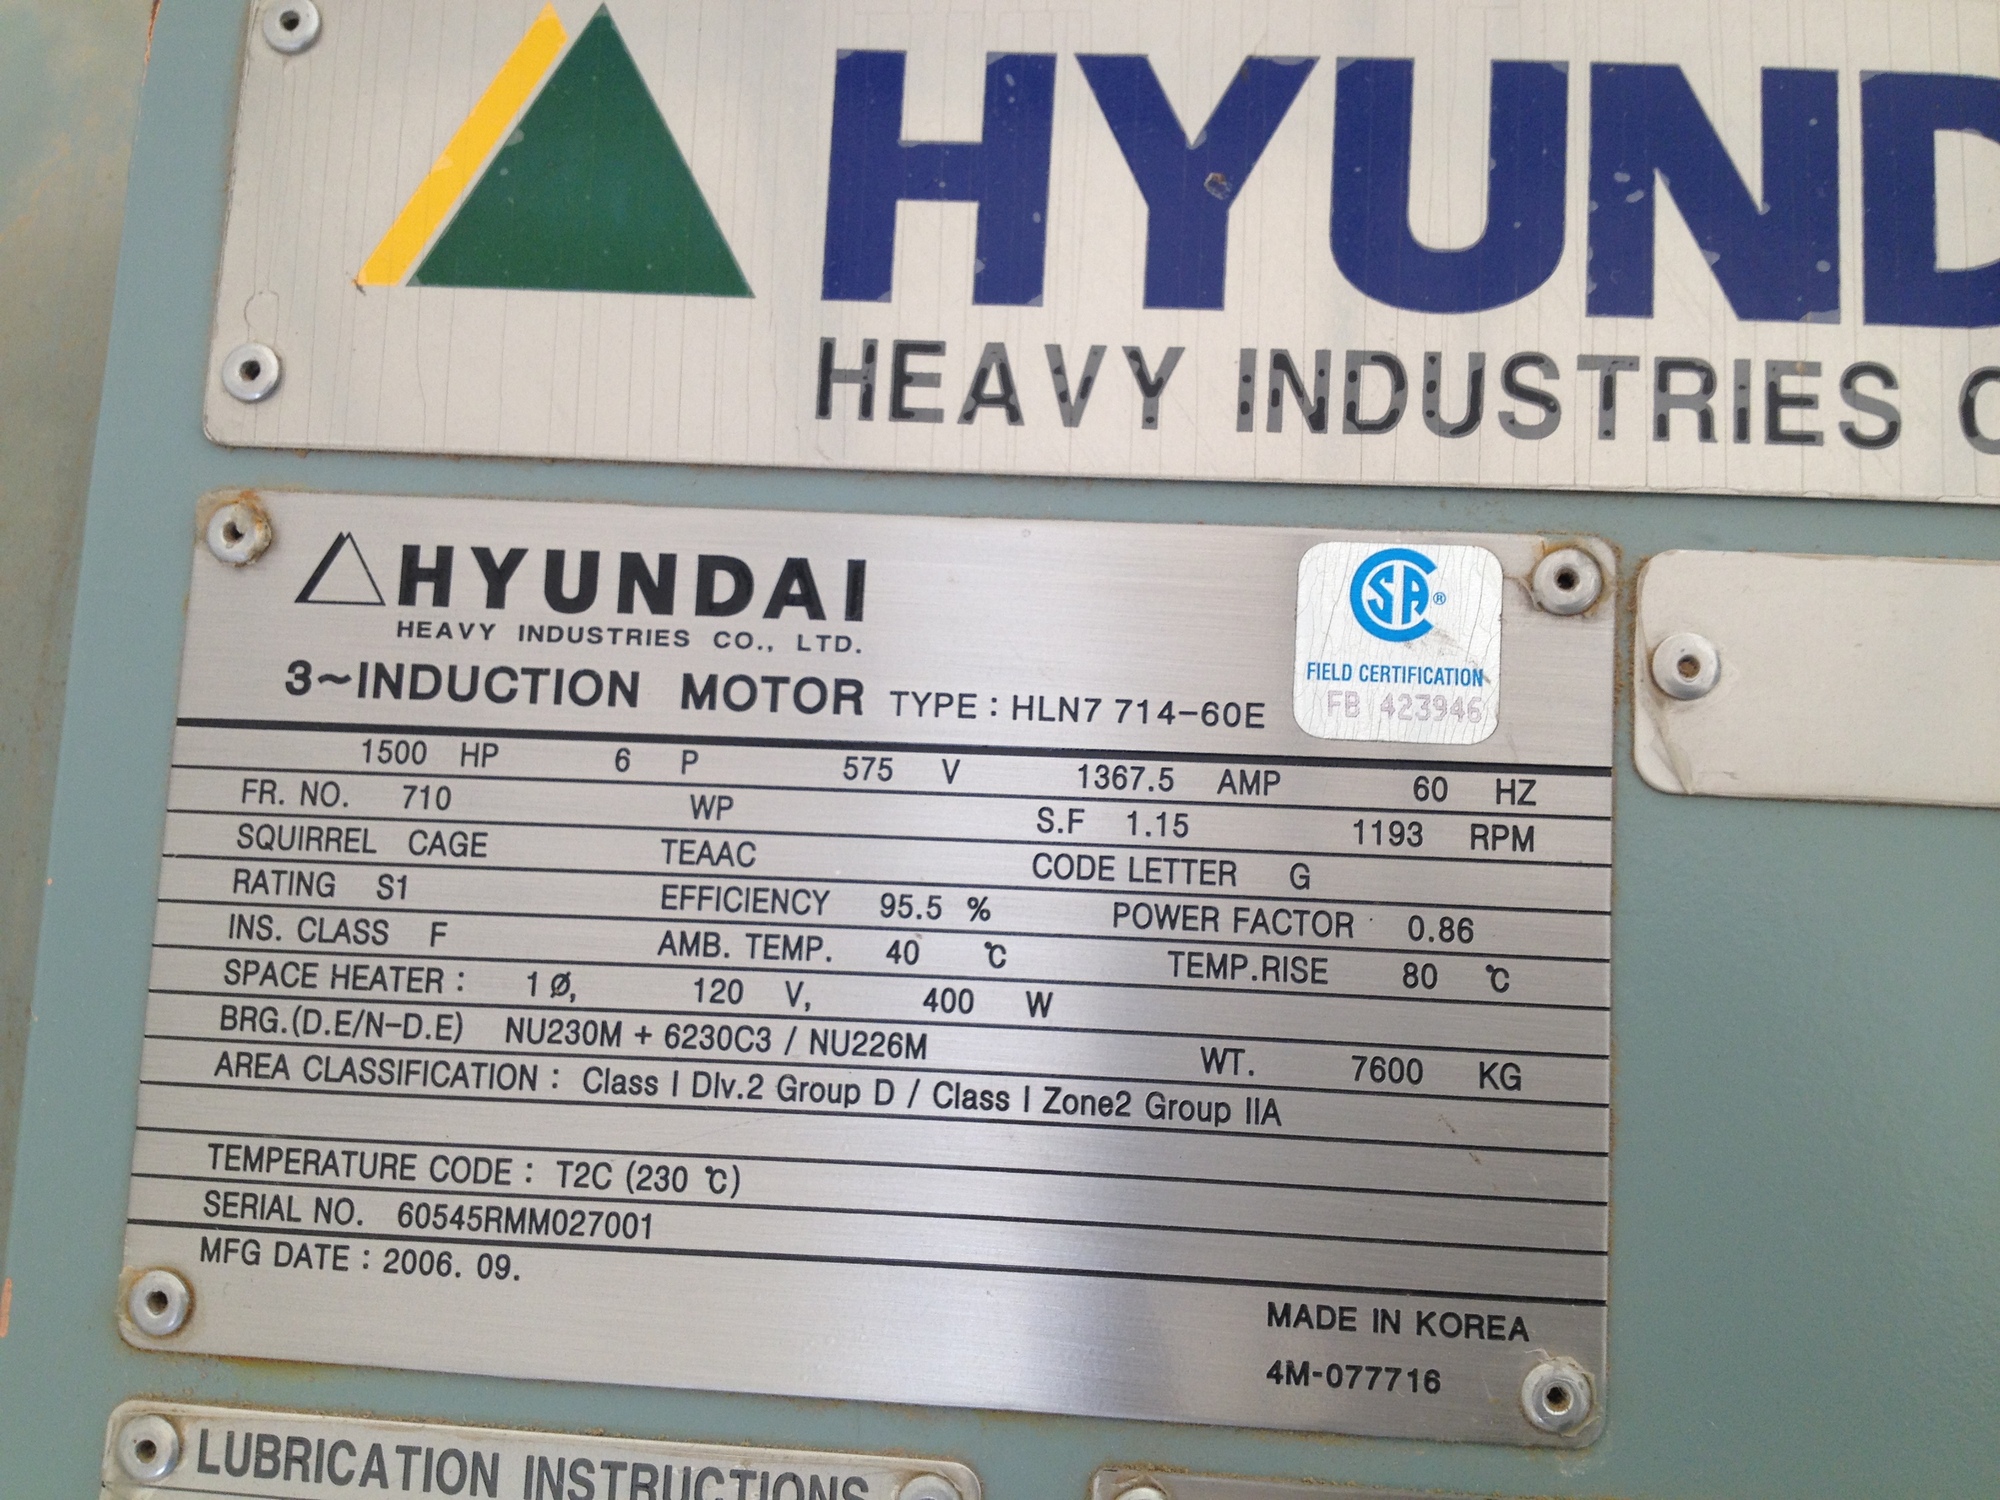 HYUND
HEAVY INDUSTRIES C
HYUNDAI
HEAVY INDUSTRIES CO., LTD.
3~INDUCTION MOTOR TYPE : HLN7 714-60E
CSA®
FIELD CERTIFICATION
FB 423946
1500 HP 6 P 575 V 1367.5 AMP 60 HZ
FR. NO. 710 WP S.F 1.15 1193 RPM
SQUIRREL CAGE TEAAC CODE LETTER G
RATING S1 EFFICIENCY 95.5 % POWER FACTOR 0.86
INS. CLASS F AMB. TEMP. 40 ℃ TEMP.RISE 80 ℃
SPACE HEATER : 1 Ø, 120 V, 400 W
BRG.(D.E/N-D.E) NU230M + 6230C3 / NU226M WT. 7600 KG
AREA CLASSIFICATION : Class I DIv.2 Group D / Class I Zone2 Group IIA
TEMPERATURE CODE : T2C (230 ℃)
SERIAL NO. 60545RMM027001
MFG DATE : 2006. 09.
MADE IN KOREA
4M-077716
LUBRICATION INSTRUCTIONS